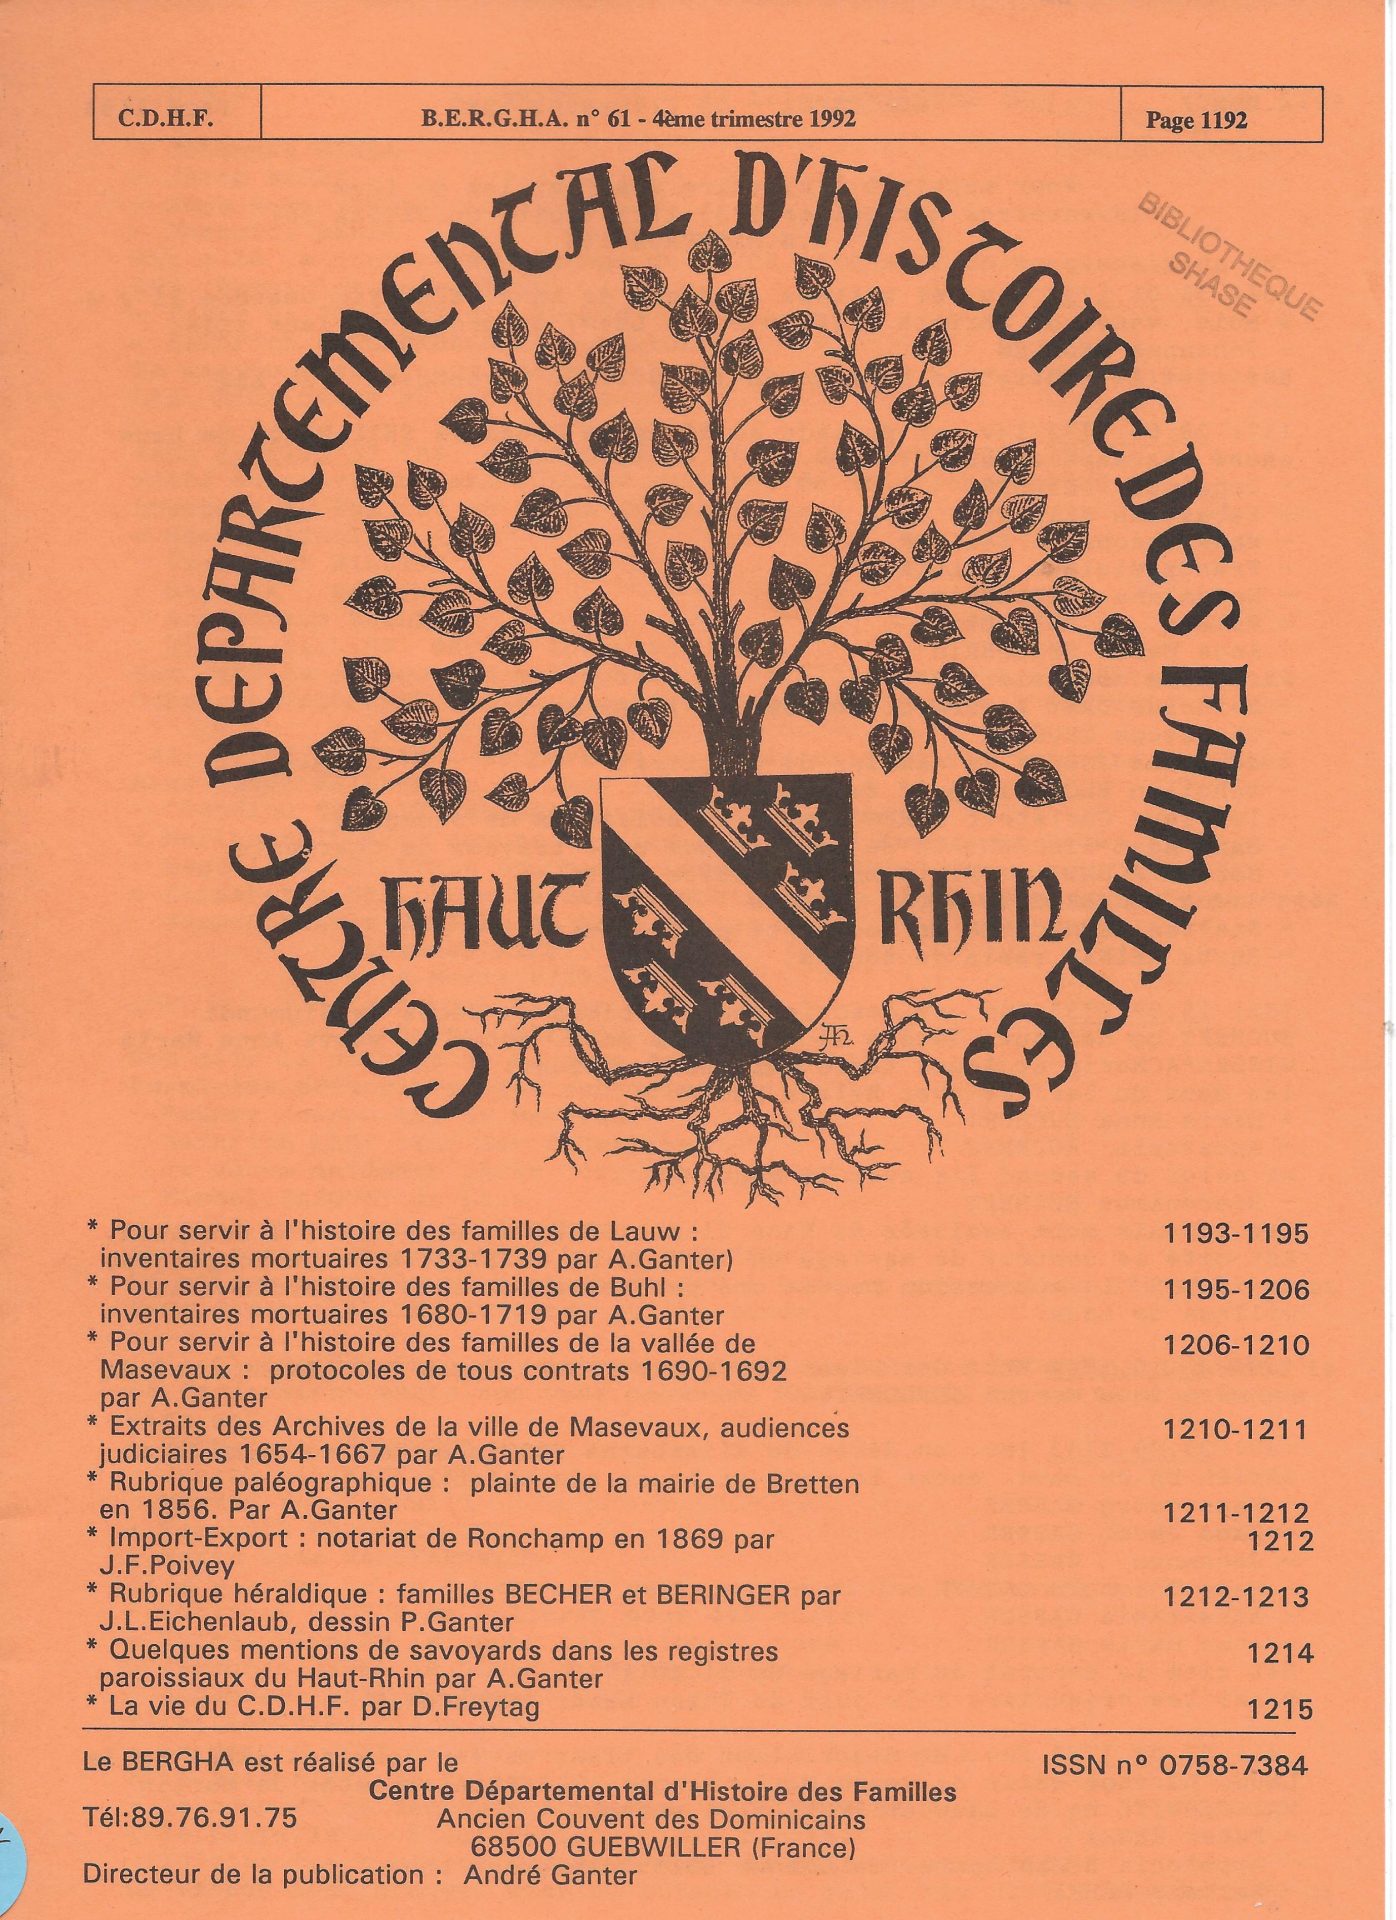 C.D.H.F. B.E.R.G.H.A. n° 61 - 4ème trimestre 1992 Page 1192
CENTRE DEPARTEMENTAL D'HISTOIRE DES FAMILLES
BIBLIOTHEQUE
SHASE
HAUT RHIN
* Pour servir à l'histoire des familles de Lauw : 1193-1195
inventaires mortuaires 1733-1739 par A.Ganter)
* Pour servir à l'histoire des familles de Buhl : 1195-1206
inventaires mortuaires 1680-1719 par A.Ganter
* Pour servir à l'histoire des familles de la vallée de 1206-1210
Masevaux : protocoles de tous contrats 1690-1692
par A.Ganter
* Extraits des Archives de la ville de Masevaux, audiences 1210-1211
judiciaires 1654-1667 par A.Ganter
* Rubrique paléographique : plainte de la mairie de Bretten
en 1856. Par A.Ganter 1211-1212
* Import-Export : notariat de Ronchamp en 1869 par 1212
J.F.Poivey
* Rubrique héraldique : familles BECHER et BERINGER par 1212-1213
J.L.Eichenlaub, dessin P.Ganter
* Quelques mentions de savoyards dans les registres 1214
paroissiaux du Haut-Rhin par A.Ganter
* La vie du C.D.H.F. par D.Freytag 1215
Le BERGHA est réalisé par le ISSN n° 0758-7384
Centre Départemental d'Histoire des Familles
Tél:89.76.91.75 Ancien Couvent des Dominicains
68500 GUEBWILLER (France)
Directeur de la publication : André Ganter